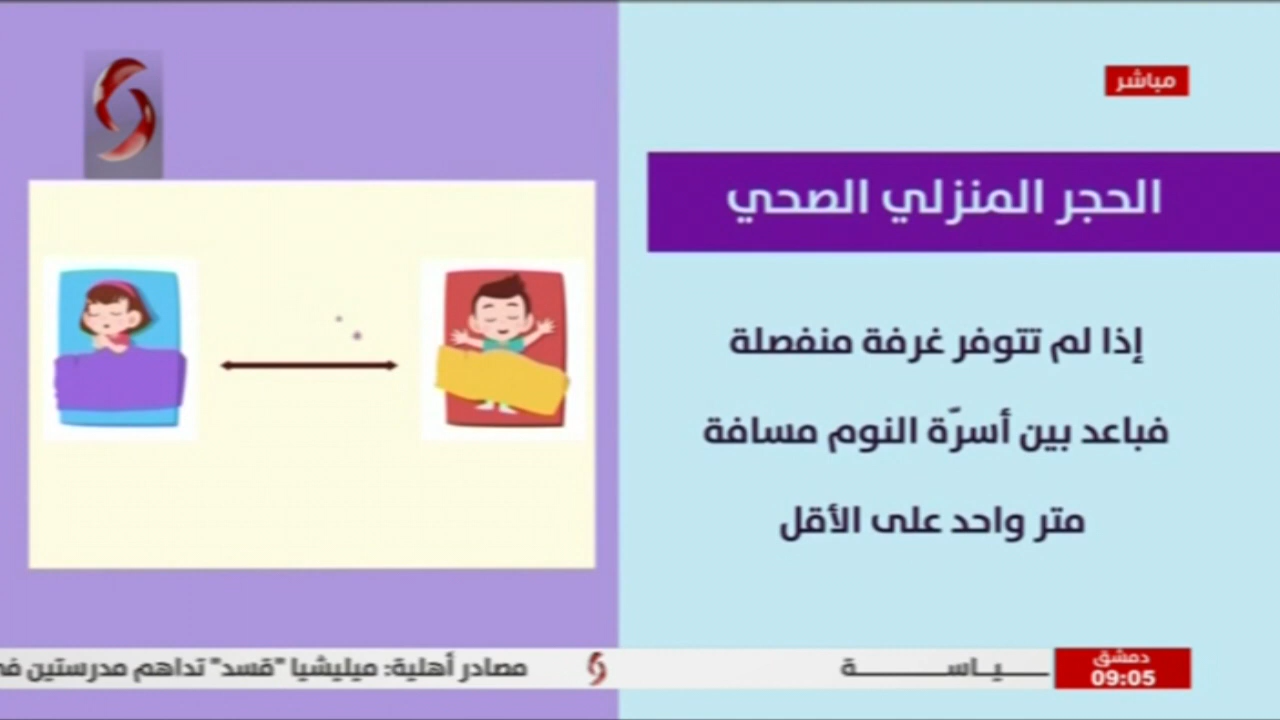 مباشر
الحجر المنزلي الصحي
إذا لم تتوفر غرفة منفصلة
فباعد بين أسرّة النوم مسافة
متر واحد على الأقل
دمشق
09:05
مصادر أهلية: ميليشيا "قسد" تداهم مدرستين